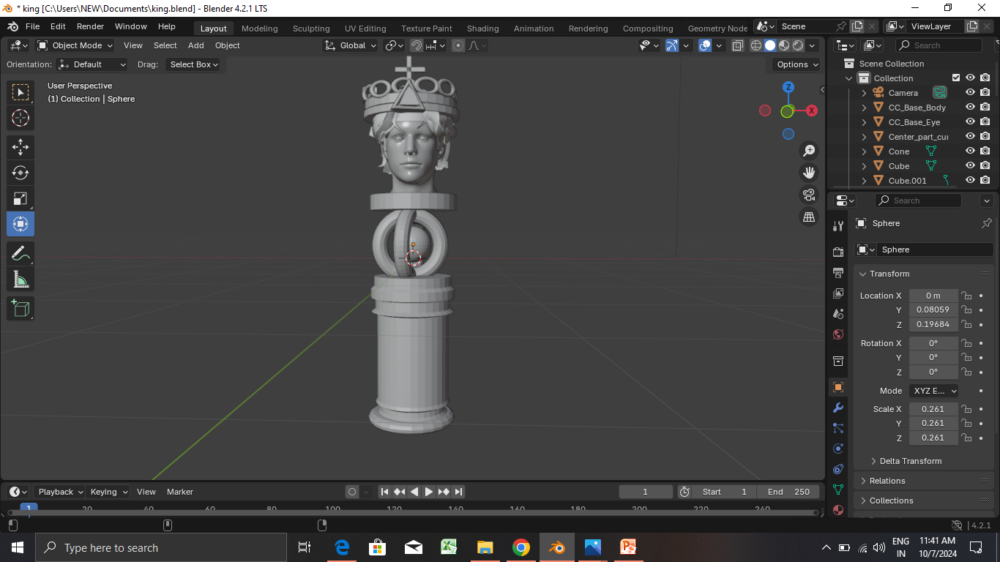 * king [C:\Users\NEW\Documents\king.blend] - Blender 4.2.1 LTS
File Edit Render Window Help Layout Modeling Sculpting UV Editing Texture Paint Shading Animation Rendering Compositing Geometry Node Scene ViewLayer
Object Mode View Select Add Object Global Search
Orientation: Default Drag: Select Box Options
Scene Collection
Collection
User Perspective
(1) Collection | Sphere
Z
X
Camera
CC_Base_Body
CC_Base_Eye
Center_part_cur
Cone
Cube
Cube.001
Search
Sphere
Sphere
Transform
Location X 0 m
Y 0.08059
Z 0.19684
Rotation X 0°
Y 0°
Z 0°
Mode XYZ E...
Scale X 0.261
Y 0.261
Z 0.261
Delta Transform
Relations
Collections
Playback Keying View Marker 1 Start 1 End 250
1 20 40 60 80 100 120 140 160 180 200 220 240
4.2.1
Type here to search
ENG
IN
11:41 AM
10/7/2024